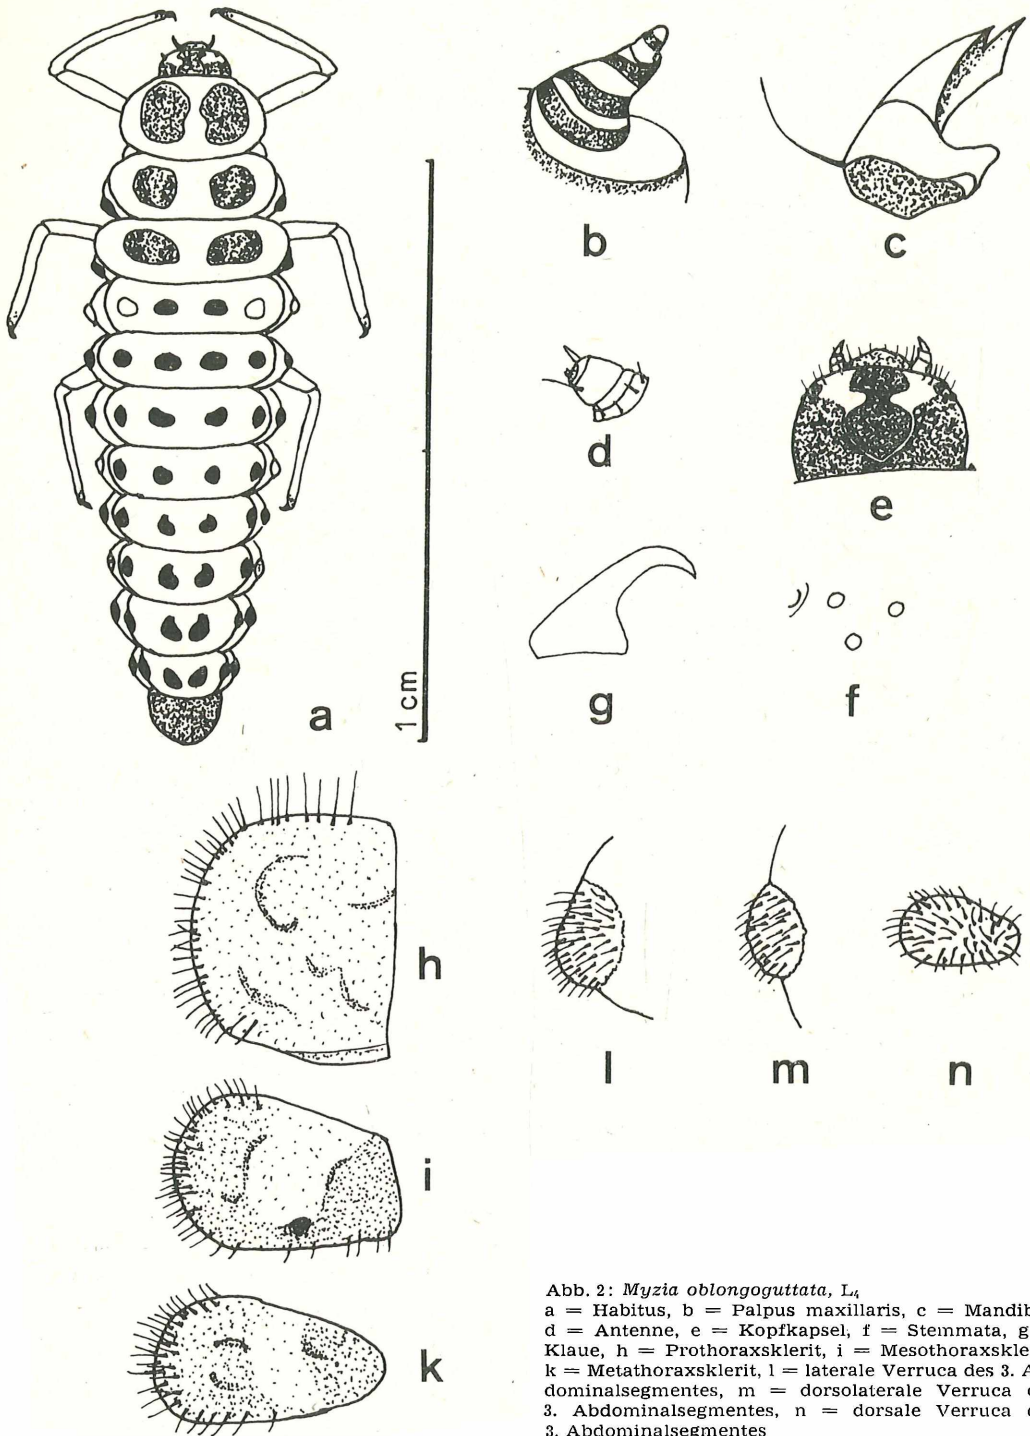 b
c
d
e
a
1 cm
g
f
h
l
m
n
i
k
Abb. 2: Myzia oblongoguttata, L₄
a = Habitus, b = Palpus maxillaris, c = Mandib
d = Antenne, e = Kopfkapsel, f = Stemmata, g
Klaue, h = Prothoraxsklerit, i = Mesothoraxskle
k = Metathoraxsklerit, l = laterale Verruca des 3. A
dominalsegmentes, m = dorsolaterale Verruca
3. Abdominalsegmentes, n = dorsale Verruca
3. Abdominalsegmentes